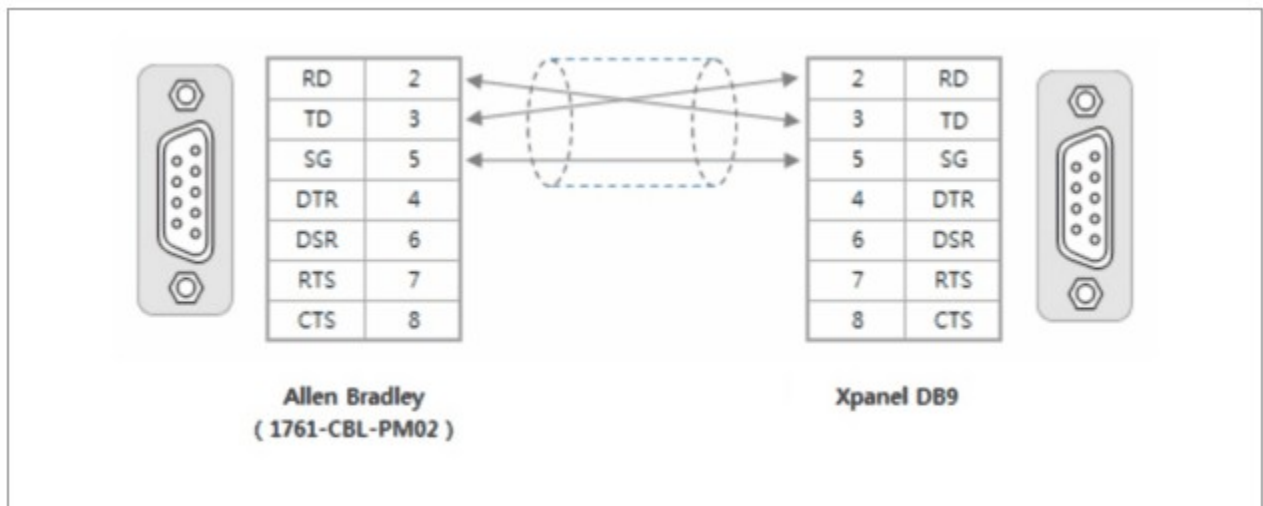 RD 2 2 RD
TD 3 3 TD
SG 5 5 SG
DTR 4 4 DTR
DSR 6 6 DSR
RTS 7 7 RTS
CTS 8 8 CTS
Allen Bradley Xpanel DB9
( 1761-CBL-PM02 )